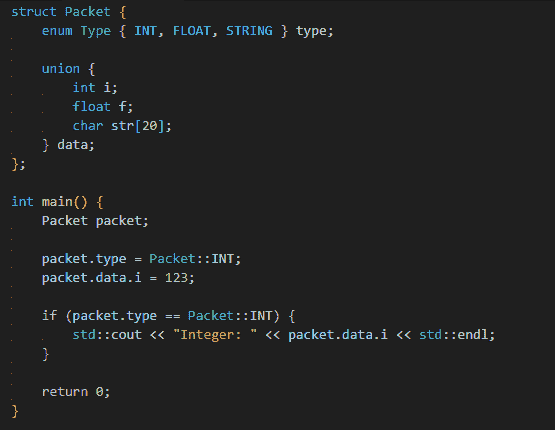 struct Packet {
    enum Type { INT, FLOAT, STRING } type;

    union {
        int i;
        float f;
        char str[20];
    } data;
};

int main() {
    Packet packet;

    packet.type = Packet::INT;
    packet.data.i = 123;

    if (packet.type == Packet::INT) {
        std::cout << "Integer: " << packet.data.i << std::endl;
    }

    return 0;
}